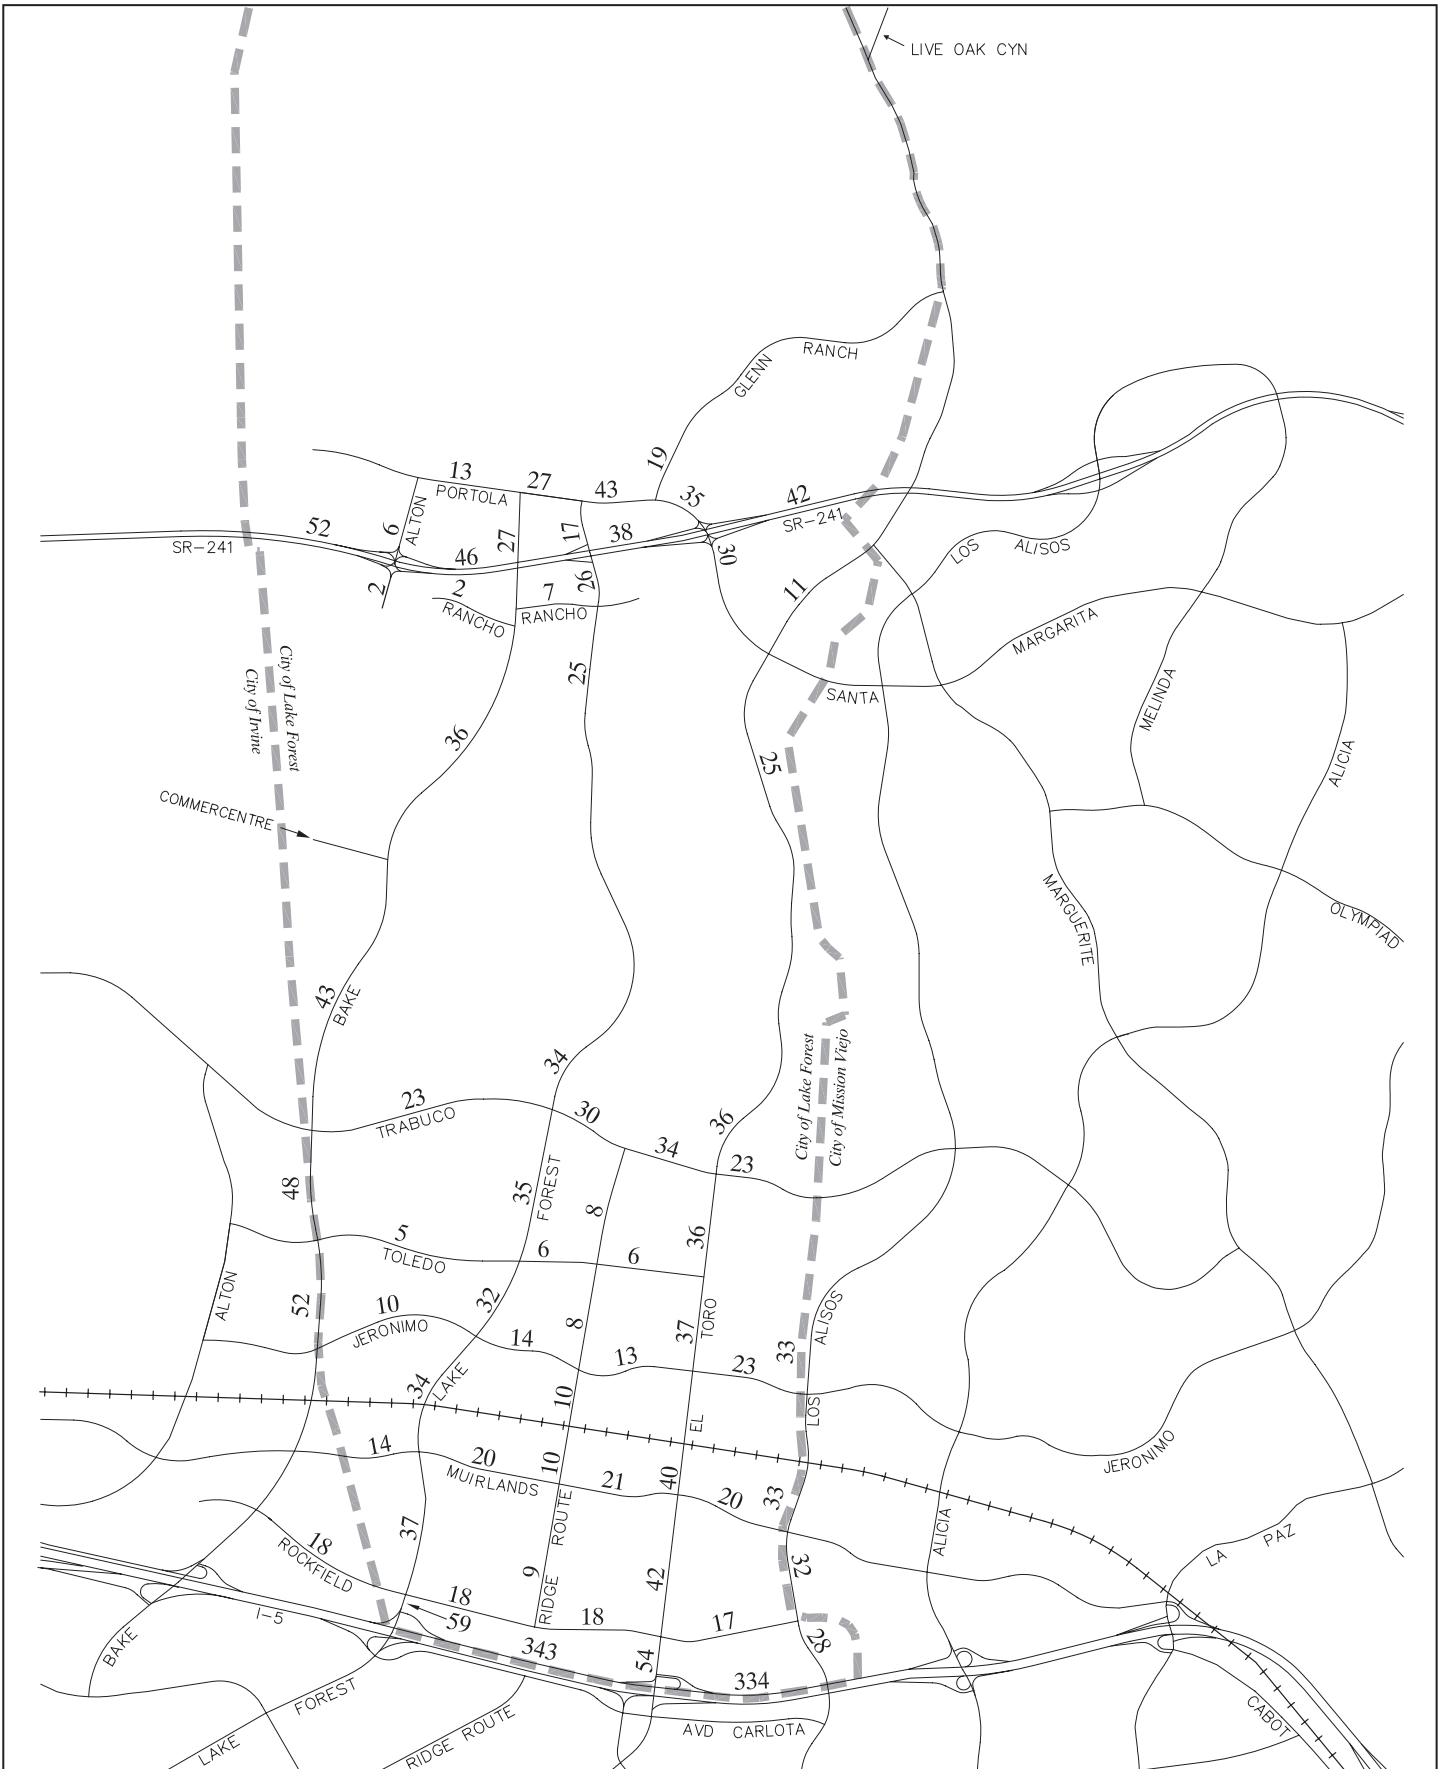 LIVE OAK CYN
GLENN
RANCH
19
13
PORTOLA
27
43
35
42
SR-241
52
SR-241
6
ALTON
27
17
38
46
30
2
2
RANCHO
7
RANCHO
26
11
LOS
ALISOS
MARGARITA
25
SANTA
MELINDA
City of Lake Forest
City of Irvine
36
25
ALICIA
COMMERCENTRE
MARGUERITE
OLYMPIAD
43
BAKE
34
City of Lake Forest
City of Mission Viejo
23
TRABUCO
30
36
34
23
48
35
FOREST
8
36
5
TOLEDO
6
6
ALTON
52
10
JERONIMO
32
14
8
37
TORO
ALISOS
33
13
23
34
LAKE
10
EL
LOS
14
20
MUIRLANDS
10
21
40
20
33
JERONIMO
37
ROUTE
ALICIA
LA
PAZ
18
ROCKFIELD
9
RIDGE
42
32
18
59
18
17
28
I-5
343
54
334
BAKE
FOREST
LAKE
RIDGE ROUTE
AVD CARLOTA
CABOT